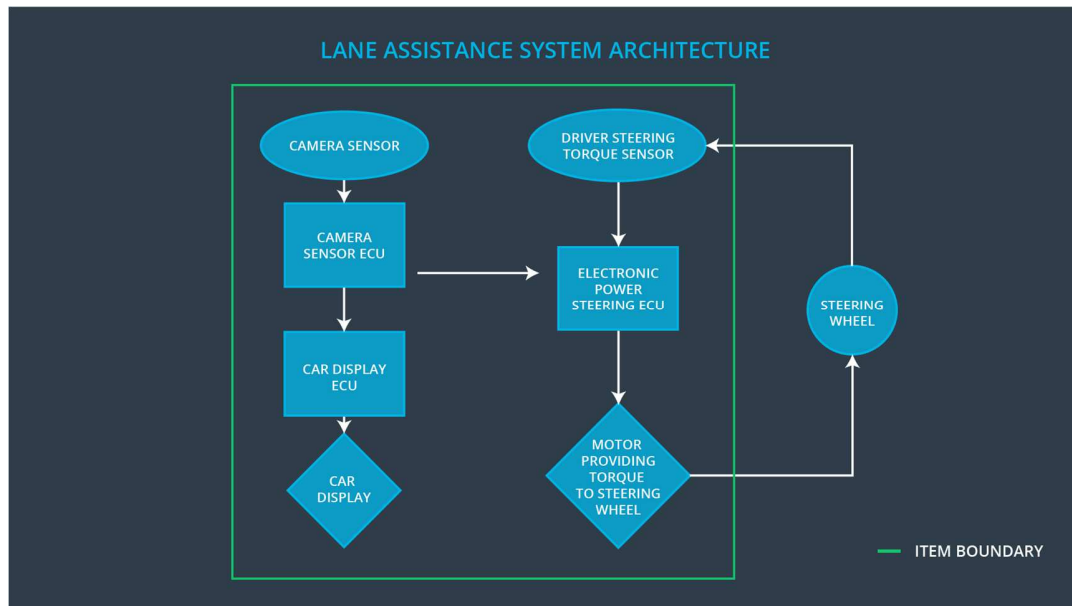 LANE ASSISTANCE SYSTEM ARCHITECTURE
CAMERA SENSOR
CAMERA
SENSOR ECU
CAR DISPLAY
ECU
CAR
DISPLAY
DRIVER STEERING
TORQUE SENSOR
ELECTRONIC
POWER
STEERING ECU
MOTOR
PROVIDING
TORQUE
TO STEERING
WHEEL
STEERING
WHEEL
ITEM BOUNDARY